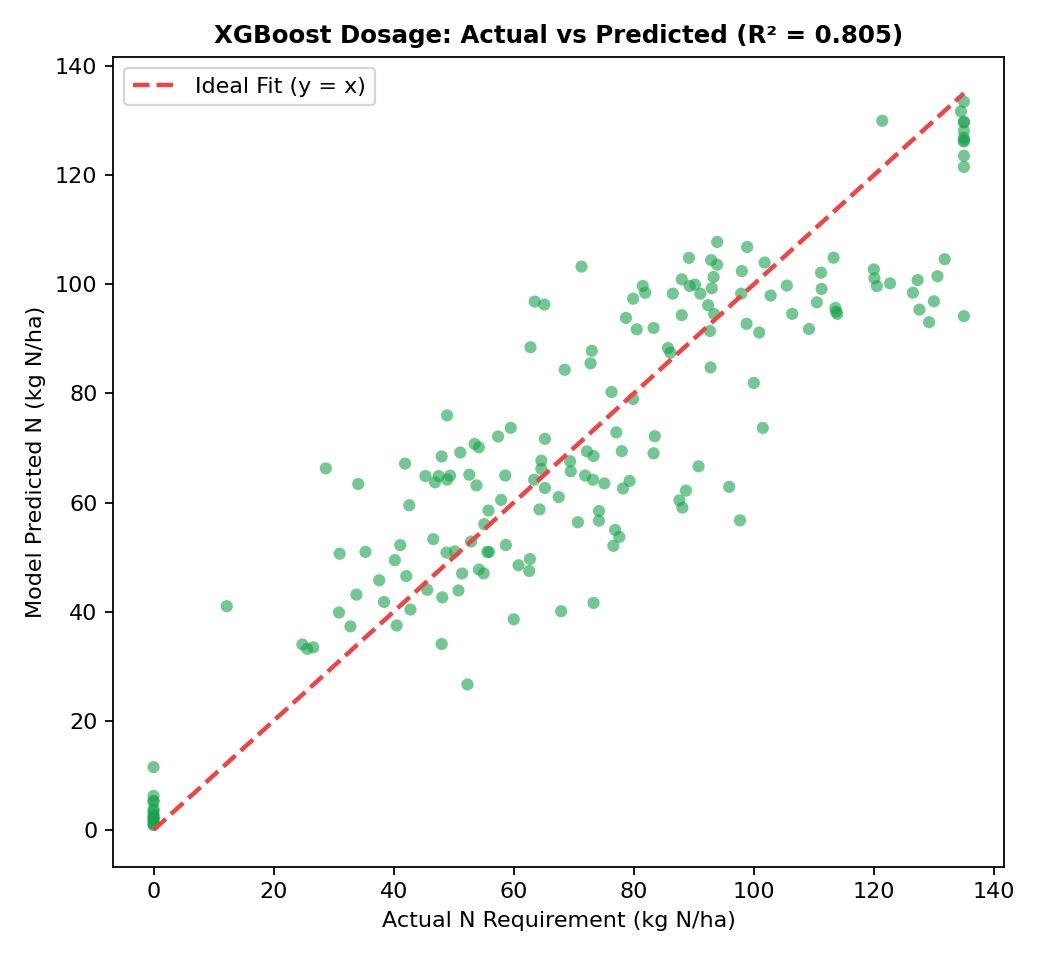 XGBoost Dosage: Actual vs Predicted (R² = 0.805)
Ideal Fit (y = x)
Model Predicted N (kg N/ha)
140
120
100
80
60
40
20
0
0 20 40 60 80 100 120 140
Actual N Requirement (kg N/ha)